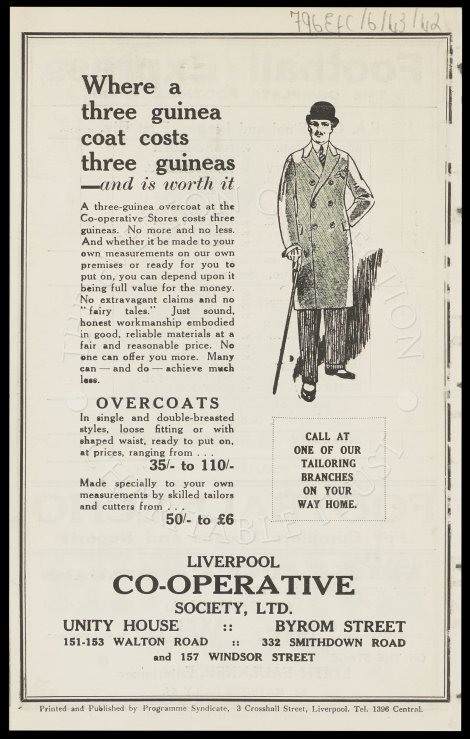 796EFC/6/43/42
Where a
three guinea
coat costs
three guineas
—and is worth it
A three-guinea overcoat at the
Co-operative Stores costs three
guineas. No more and no less.
And whether it be made to your
own measurements on our own
premises or ready for you to
put on, you can depend upon it
being full value for the money.
No extravagant claims and no
"fairy tales." Just sound,
honest workmanship embodied
in good, reliable materials at a
fair and reasonable price. No
one can offer you more. Many
can — and do — achieve much
less.
OVERCOATS
In single and double-breasted
styles, loose fitting or with
shaped waist, ready to put on,
at prices, ranging from . . .
35/- to 110/-
Made specially to your own
measurements by skilled tailors
and cutters from . . .
50/- to £6
CALL AT
ONE OF OUR
TAILORING
BRANCHES
ON YOUR
WAY HOME.
LIVERPOOL
CO-OPERATIVE
SOCIETY, LTD.
UNITY HOUSE :: BYROM STREET
151-153 WALTON ROAD :: 332 SMITHDOWN ROAD
and 157 WINDSOR STREET
Printed and Published by Programme Syndicate, 3 Crosshall Street, Liverpool. Tel. 1396 Central.